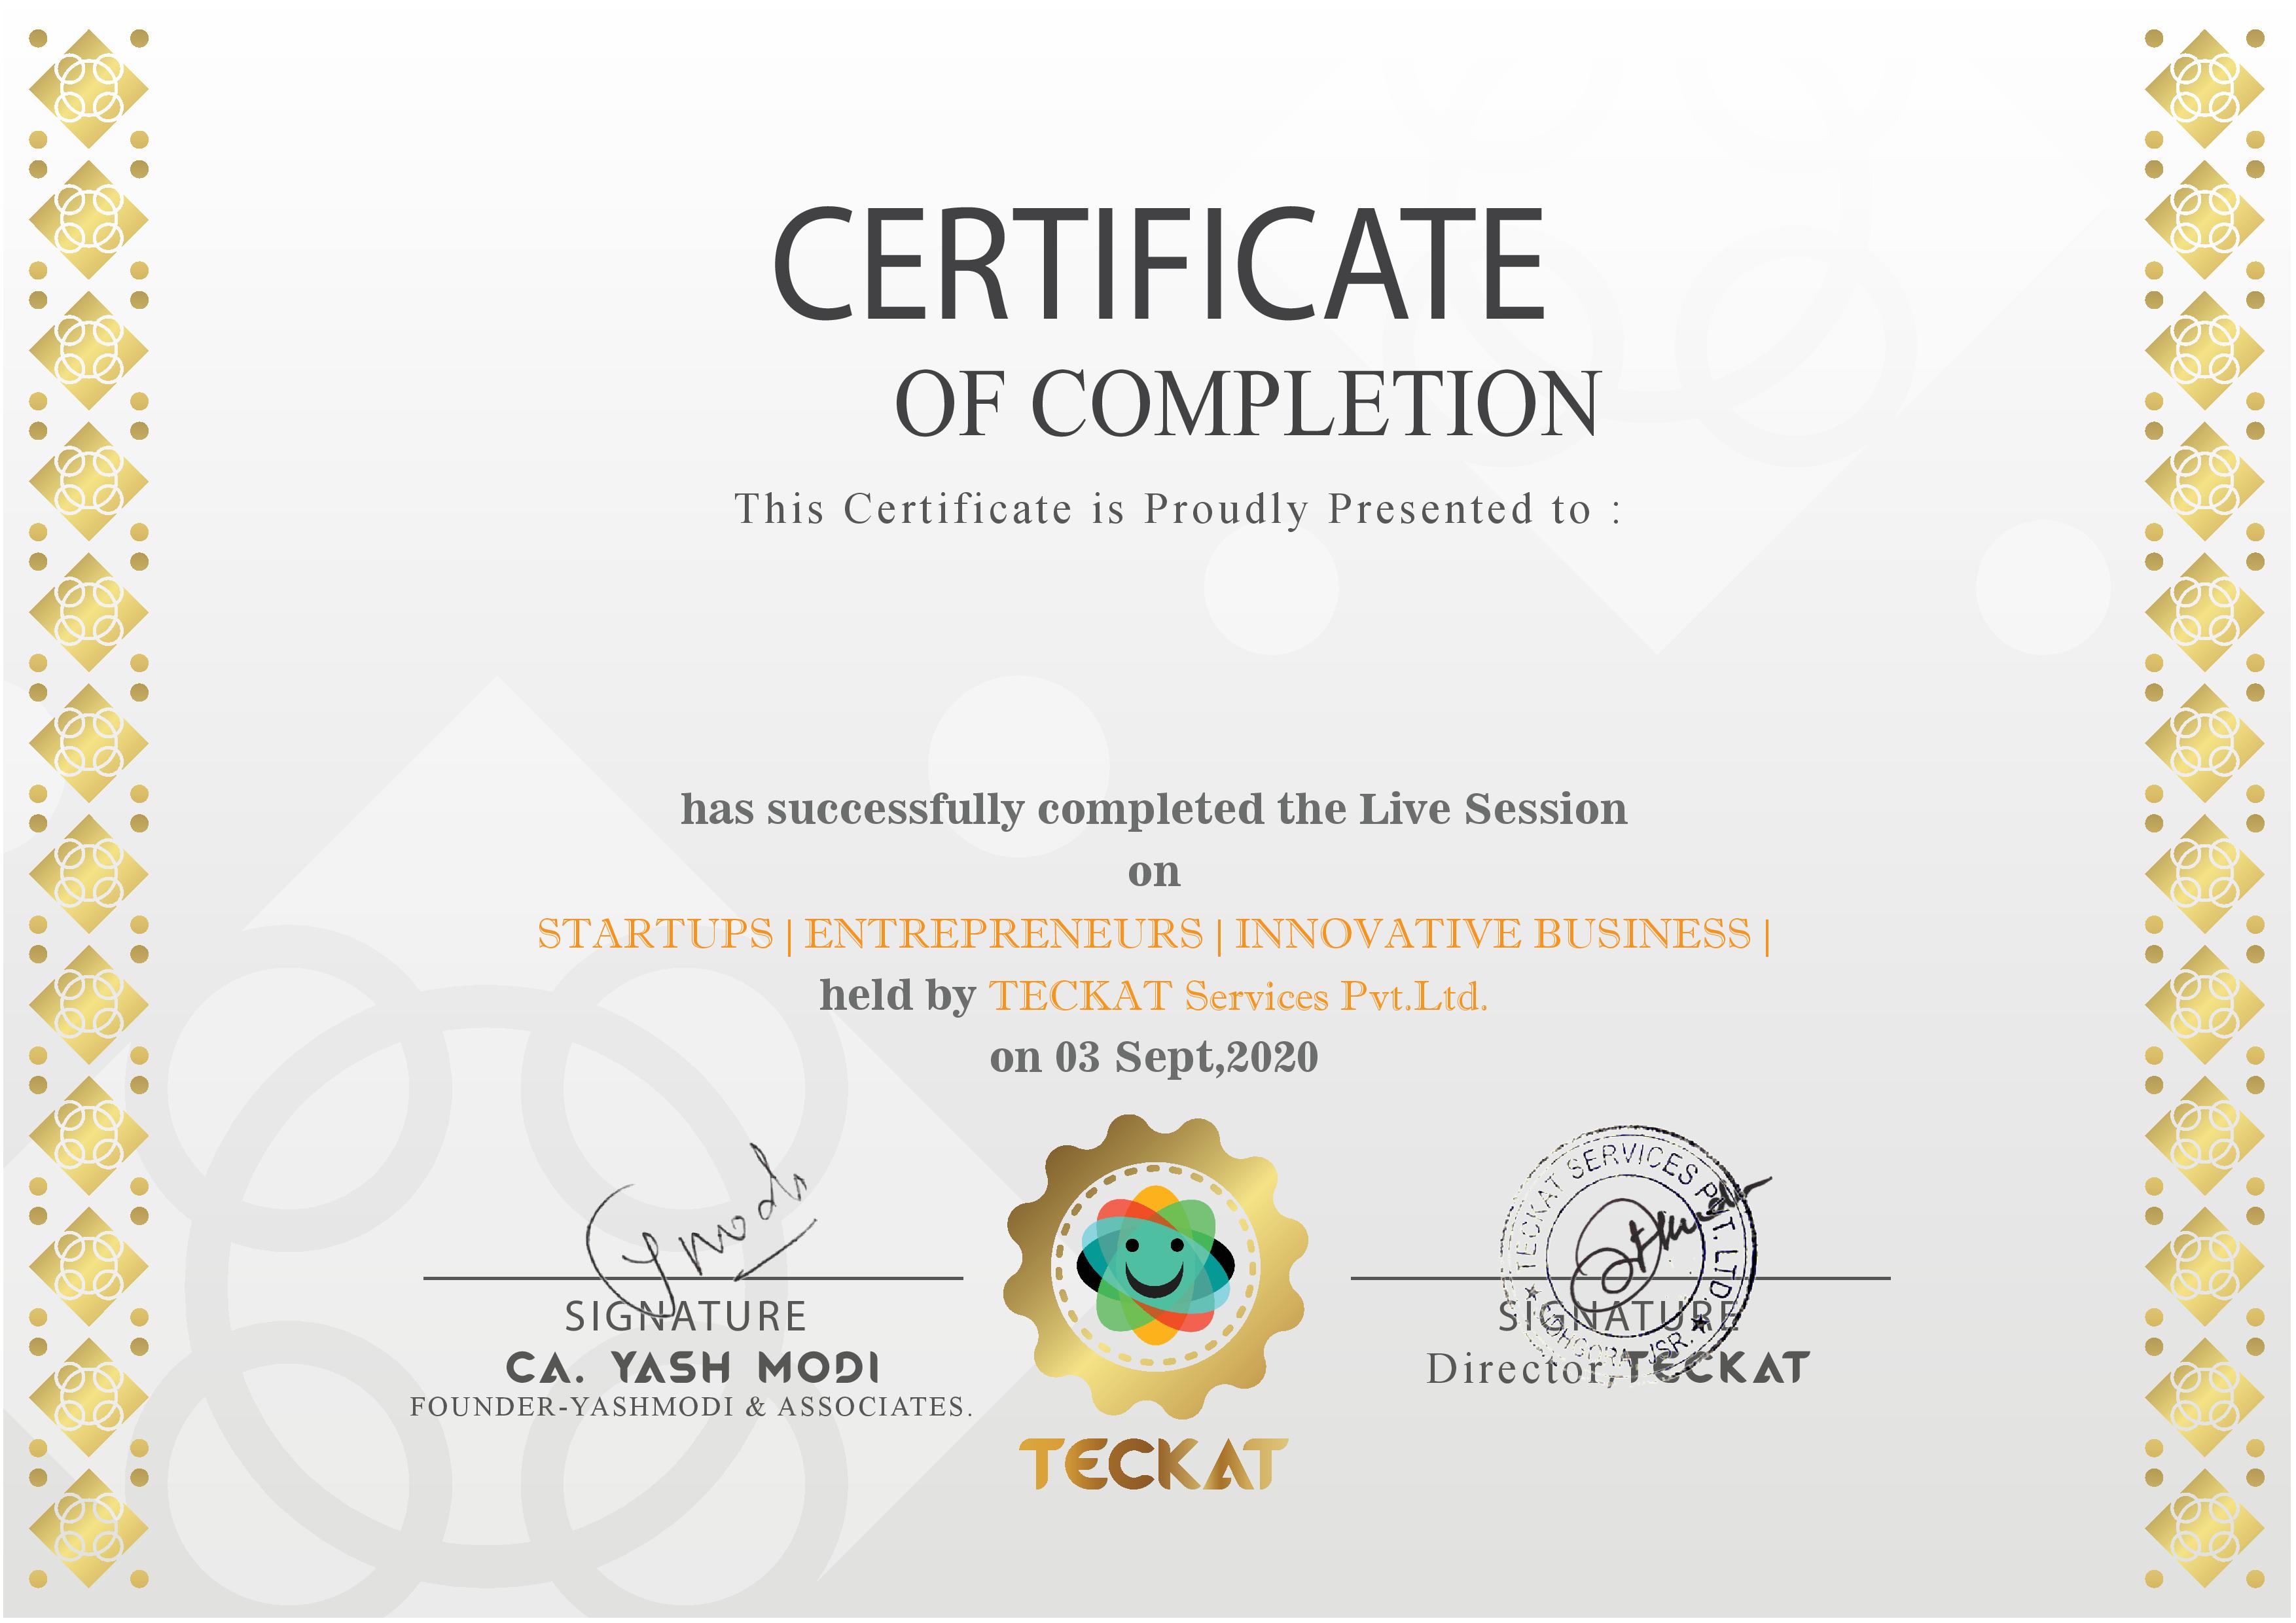 CERTIFICATE
OF COMPLETION
This Certificate is Proudly Presented to :
has successfully completed the Live Session
on
STARTUPS | ENTREPRENEURS | INNOVATIVE BUSINESS |
held by TECKAT Services Pvt.Ltd.
on 03 Sept,2020
Ymodi
TECKAT SERVICES PVT. LTD.
JSR.
SIGNATURE
CA. YASH MODI
FOUNDER-YASHMODI & ASSOCIATES.
SIGNATURE
Director,TECKAT
TECKAT